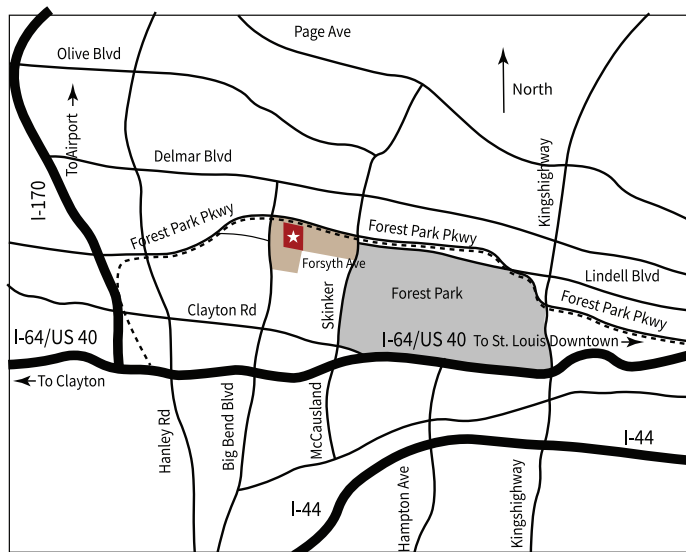 Page Ave
Olive Blvd
North
To Airport
Delmar Blvd
Kingshighway
I-170
Forest Park Pkwy
Forest Park Pkwy
Forsyth Ave
Lindell Blvd
Forest Park
Forest Park Pkwy
Clayton Rd
Skinker
I-64/US 40
I-64/US 40
To St. Louis Downtown
To Clayton
Hanley Rd
Big Bend Blvd
McCausland
I-44
I-44
Hampton Ave
Kingshighway